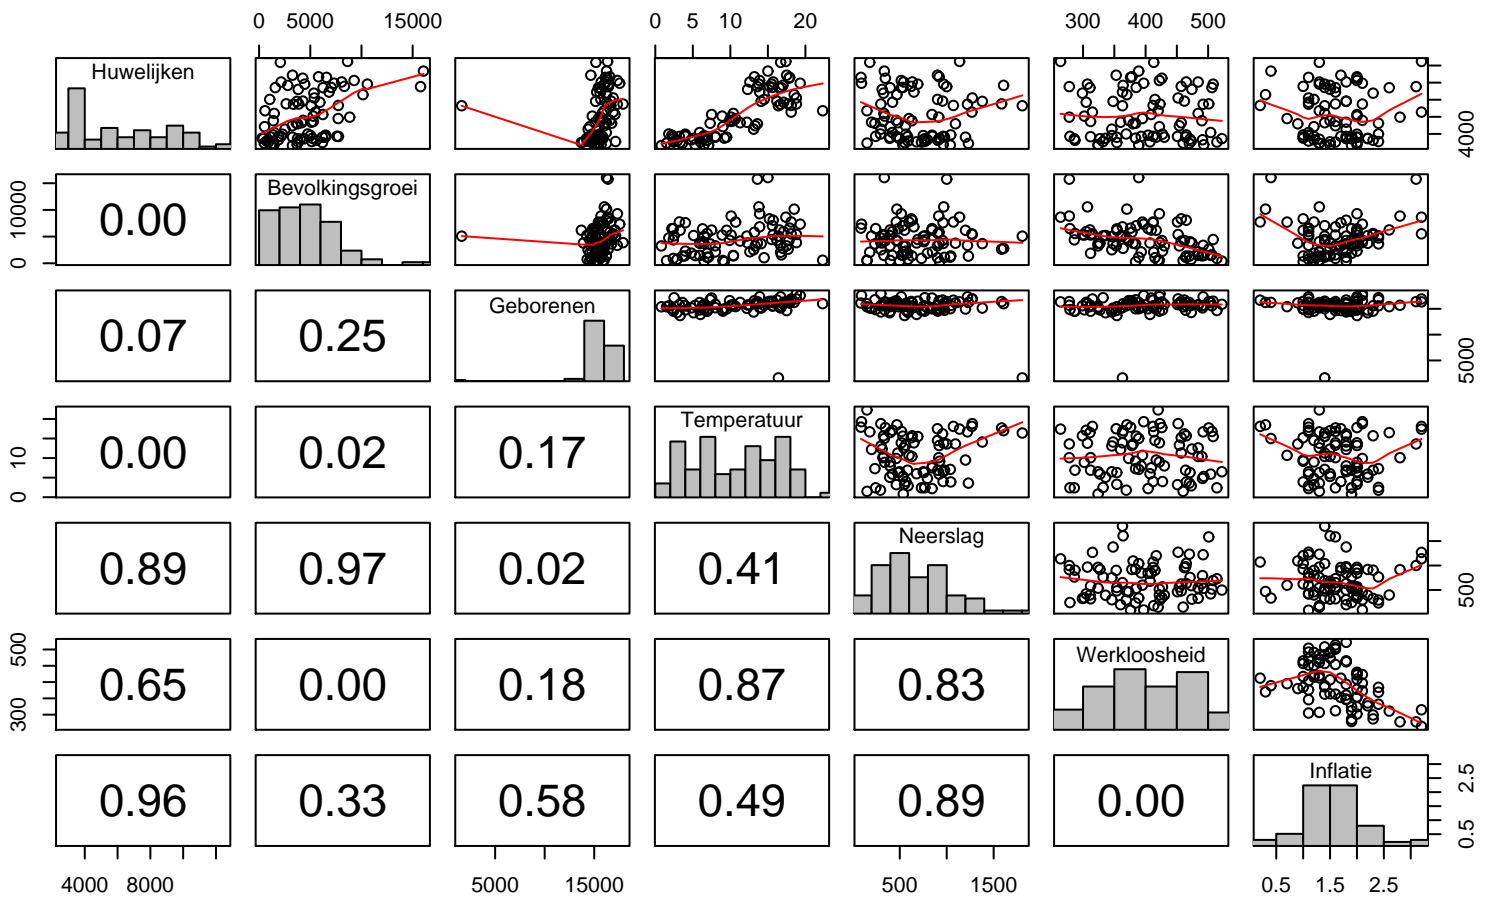 0 5000 15000 0 5 10 20 300 400 500
Huwelijken
4000
0.00
Bevolkingsgroei
0 10000
0.07 0.25
Geborenen
5000
0.00 0.02 0.17
Temperatuur
0 10
0.89 0.97 0.02 0.41
Neerslag
500
0.65 0.00 0.18 0.87 0.83
Werkloosheid
300 500
0.96 0.33 0.58 0.49 0.89 0.00
Inflatie
0.5 2.5
4000 8000 5000 15000 500 1500 0.5 1.5 2.5